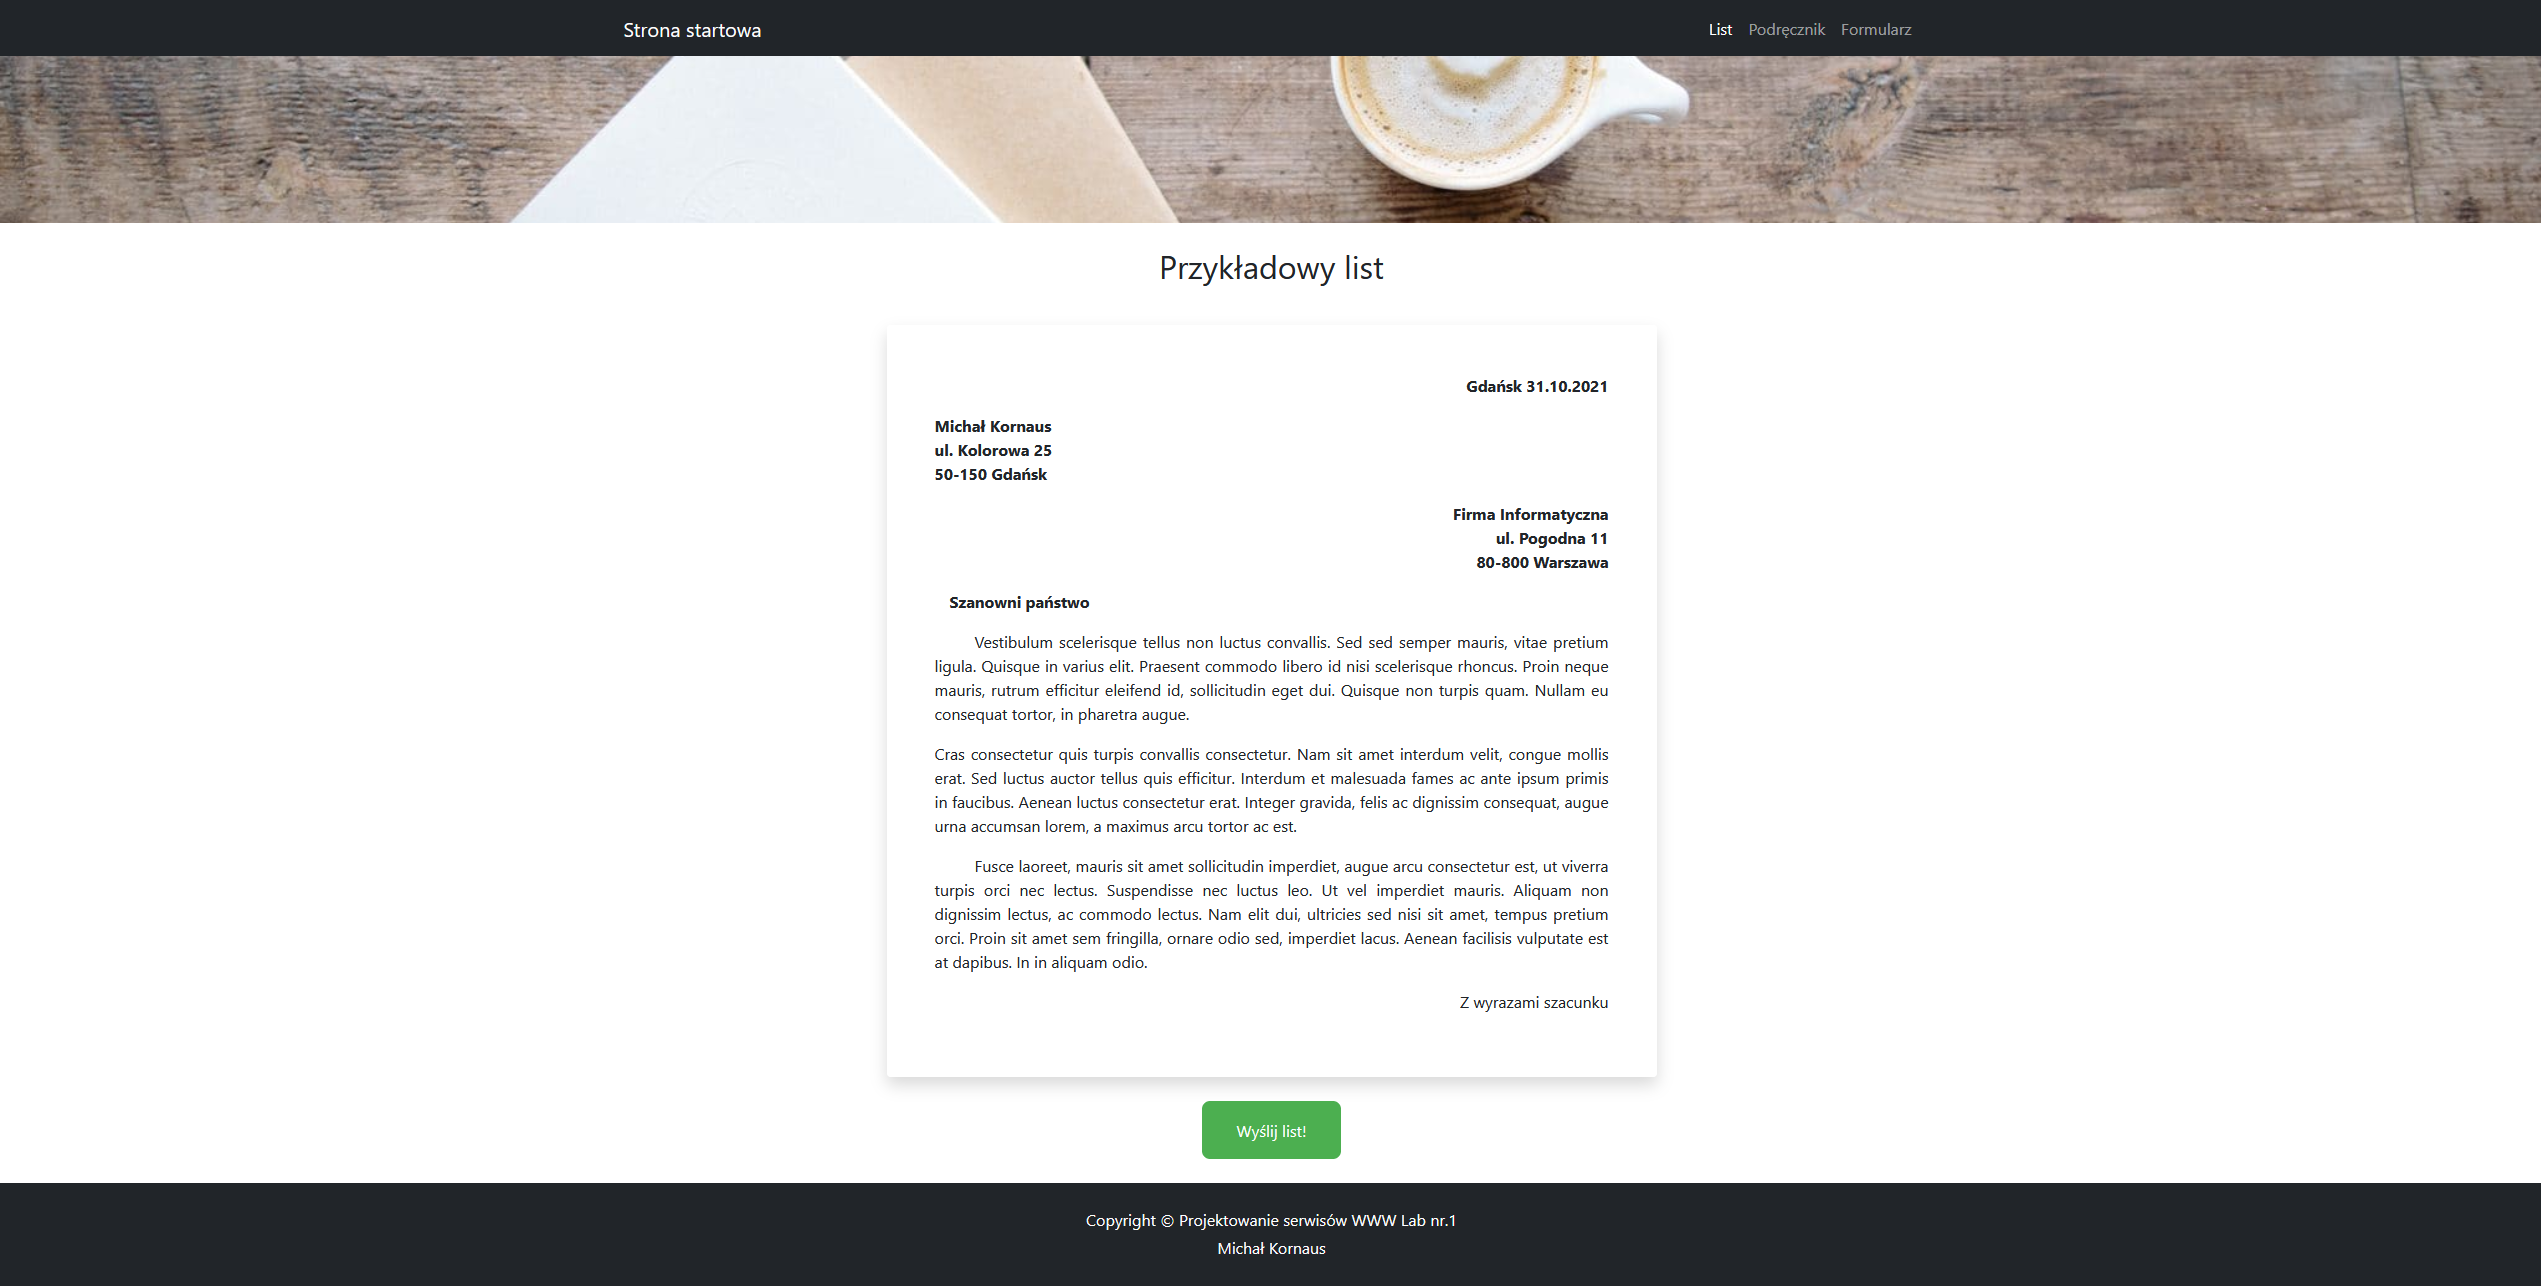 Strona startowa
List Podręcznik Formularz
Przykładowy list
Gdańsk 31.10.2021
Michał Kornaus
ul. Kolorowa 25
50-150 Gdańsk
Firma Informatyczna
ul. Pogodna 11
80-800 Warszawa
Szanowni państwo
Vestibulum scelerisque tellus non luctus convallis. Sed sed semper mauris, vitae pretium
ligula. Quisque in varius elit. Praesent commodo libero id nisi scelerisque rhoncus. Proin neque
mauris, rutrum efficitur eleifend id, sollicitudin eget dui. Quisque non turpis quam. Nullam eu
consequat tortor, in pharetra augue.
Cras consectetur quis turpis convallis consectetur. Nam sit amet interdum velit, congue mollis
erat. Sed luctus auctor tellus quis efficitur. Interdum et malesuada fames ac ante ipsum primis
in faucibus. Aenean luctus consectetur erat. Integer gravida, felis ac dignissim consequat, augue
urna accumsan lorem, a maximus arcu tortor ac est.
Fusce laoreet, mauris sit amet sollicitudin imperdiet, augue arcu consectetur est, ut viverra
turpis orci nec lectus. Suspendisse nec luctus leo. Ut vel imperdiet mauris. Aliquam non
dignissim lectus, ac commodo lectus. Nam elit dui, ultricies sed nisi sit amet, tempus pretium
orci. Proin sit amet sem fringilla, ornare odio sed, imperdiet lacus. Aenean facilisis vulputate est
at dapibus. In in aliquam odio.
Z wyrazami szacunku
Wyślij list!
Copyright © Projektowanie serwisów WWW Lab nr.1
Michał Kornaus